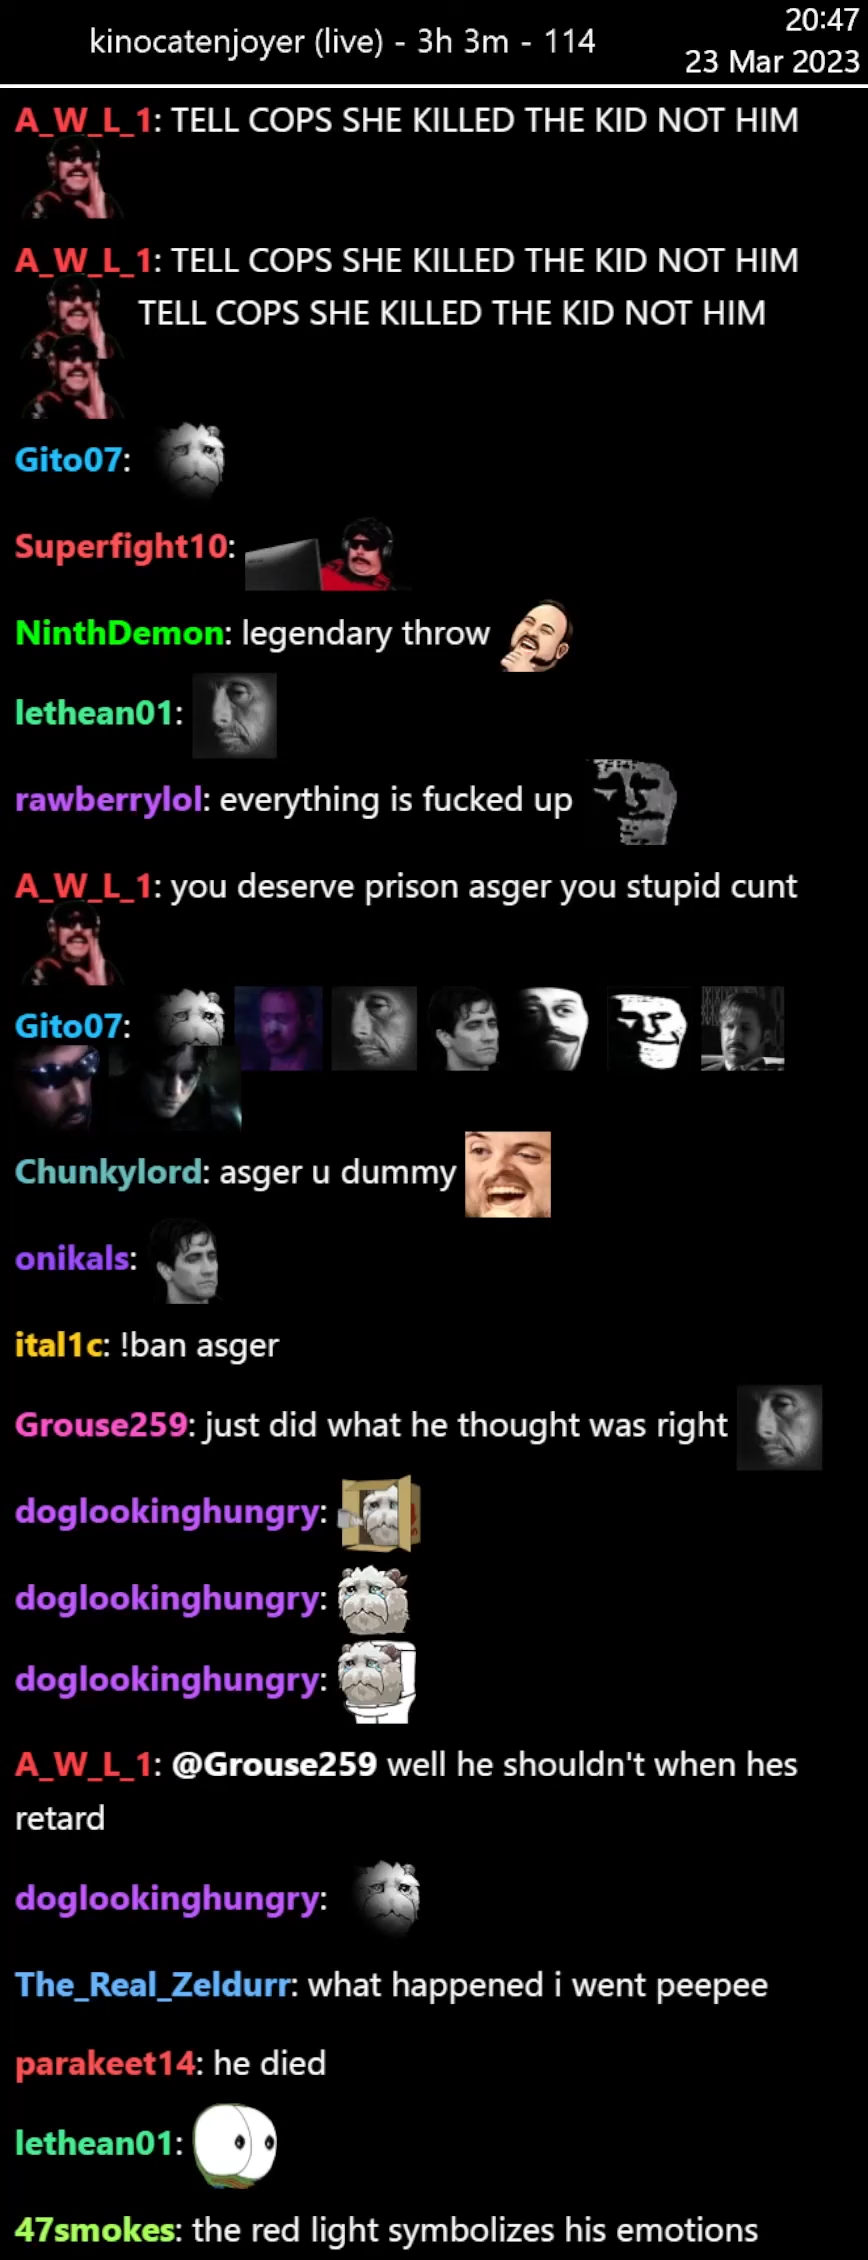 kinocatenjoyer (live) - 3h 3m - 114
20:47
23 Mar 2023
A_W_L_1: TELL COPS SHE KILLED THE KID NOT HIM
A_W_L_1: TELL COPS SHE KILLED THE KID NOT HIM
TELL COPS SHE KILLED THE KID NOT HIM
Gito07:
Superfight10:
NinthDemon: legendary throw
lethean01:
rawberrylol: everything is fucked up
A_W_L_1: you deserve prison asger you stupid cunt
Gito07:
Chunkylord: asger u dummy
onikals:
ital1c: !ban asger
Grouse259: just did what he thought was right
doglookinghungry:
doglookinghungry:
doglookinghungry:
A_W_L_1: @Grouse259 well he shouldn't when hes
retard
doglookinghungry:
The_Real_Zeldurr: what happened i went peepee
parakeet14: he died
lethean01:
47smokes: the red light symbolizes his emotions